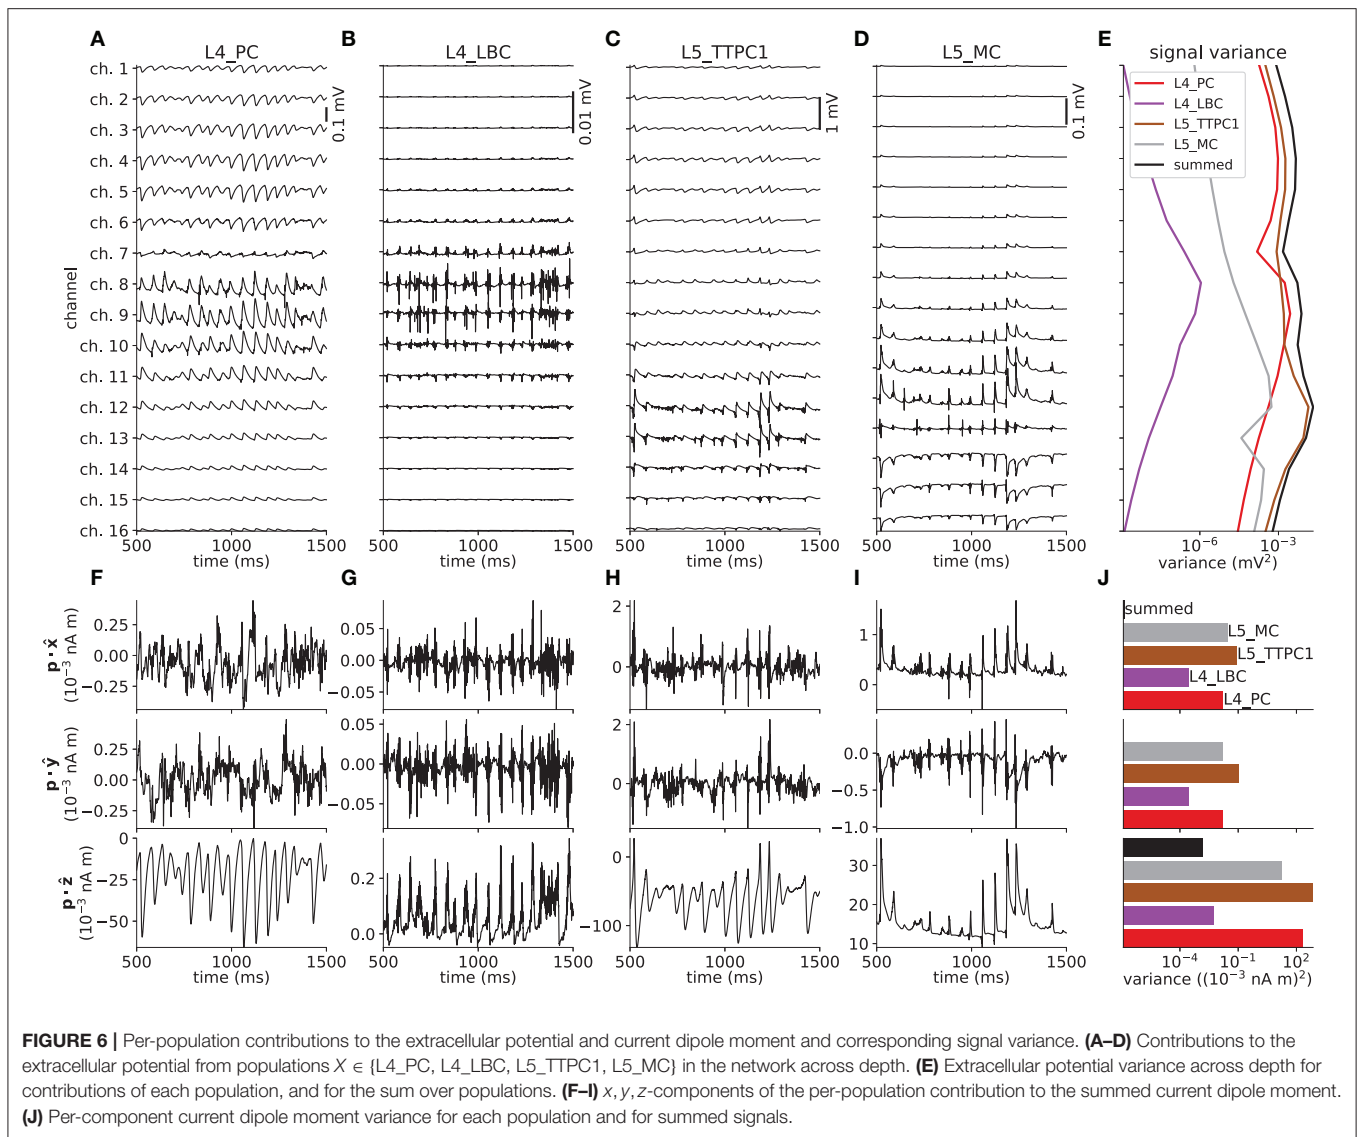 A
L4_PC
B
L4_LBC
C
L5_TTPC1
D
L5_MC
E
signal variance
ch. 1
ch. 2
ch. 3
ch. 4
ch. 5
ch. 6
ch. 7
ch. 8
ch. 9
ch. 10
ch. 11
ch. 12
ch. 13
ch. 14
ch. 15
ch. 16
channel
0.1 mV
0.01 mV
1 mV
0.1 mV
L4_PC
L4_LBC
L5_TTPC1
L5_MC
summed
500 1000 1500
time (ms)
500 1000 1500
time (ms)
500 1000 1500
time (ms)
500 1000 1500
time (ms)
10⁻⁶ 10⁻³
variance (mV²)
F
G
H
I
J
p · x̂
(10⁻³ nA m)
0.25
0.00
−0.25
0.05
0.00
−0.05
2
0
1
0
summed
L5_MC
L5_TTPC1
L4_LBC
L4_PC
p · ŷ
(10⁻³ nA m)
0.25
0.00
−0.25
0.05
0.00
−0.05
2
0
0.0
−0.5
−1.0
p · ẑ
(10⁻³ nA m)
0
−25
−50
0.2
0.0
0
−100
30
20
10
500 1000 1500
time (ms)
500 1000 1500
time (ms)
500 1000 1500
time (ms)
500 1000 1500
time (ms)
10⁻⁴ 10⁻¹ 10²
variance ((10⁻³ nA m)²)
FIGURE 6 | Per-population contributions to the extracellular potential and current dipole moment and corresponding signal variance. (A–D) Contributions to the
extracellular potential from populations X ∈ {L4_PC, L4_LBC, L5_TTPC1, L5_MC} in the network across depth. (E) Extracellular potential variance across depth for
contributions of each population, and for the sum over populations. (F–I) x, y, z-components of the per-population contribution to the summed current dipole moment.
(J) Per-component current dipole moment variance for each population and for summed signals.